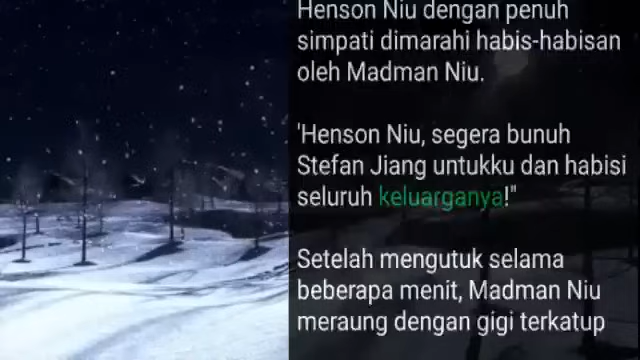 Henson Niu dengan penuh
simpati dimarahi habis-habisan
oleh Madman Niu.
'Henson Niu, segera bunuh
Stefan Jiang untukku dan habisi
seluruh keluarganya!"
Setelah mengutuk selama
beberapa menit, Madman Niu
meraung dengan gigi terkatup